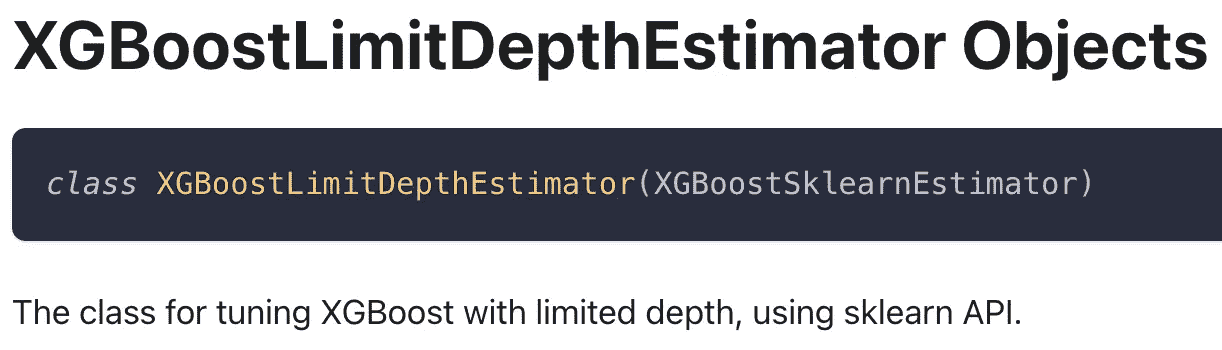 XGBoostLimitDepthEstimator Objects
class XGBoostLimitDepthEstimator(XGBoostSklearnEstimator)
The class for tuning XGBoost with limited depth, using sklearn API.